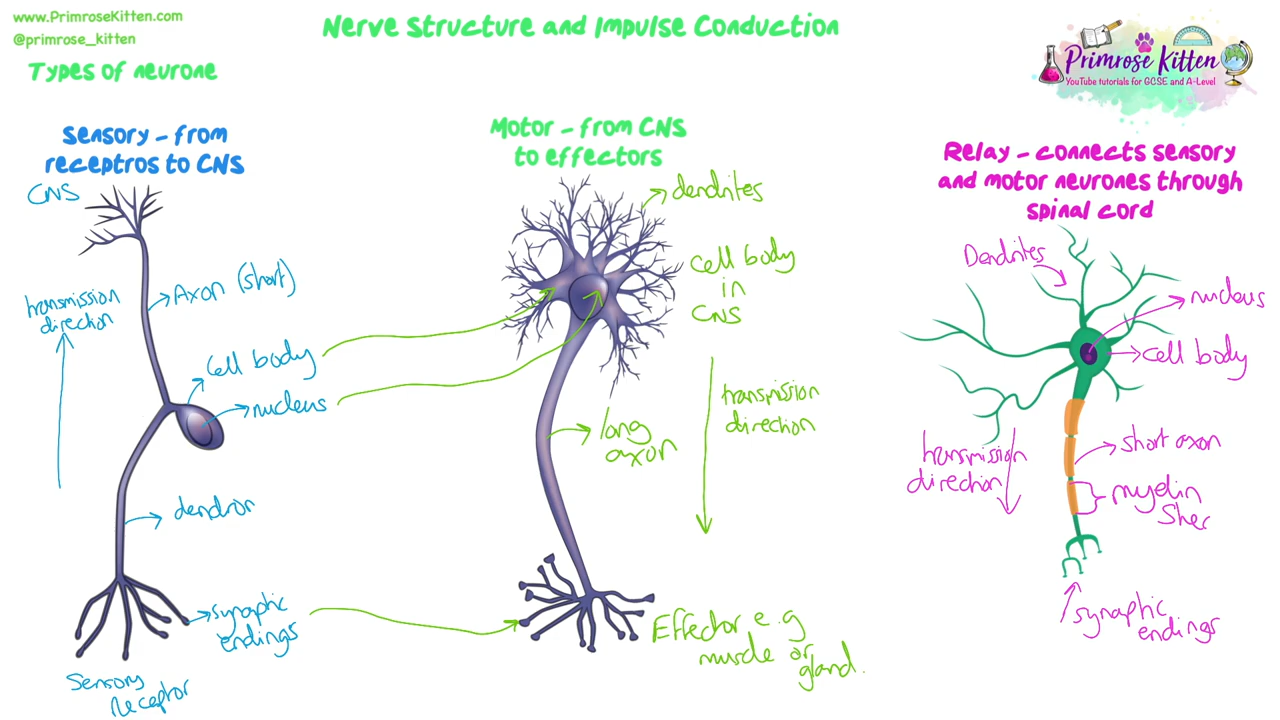 www.PrimroseKitten.com
@primrose_kitten
Nerve Structure and Impulse Conduction
Primrose Kitten
YouTube tutorials for GCSE and A-Level
Types of neurone
Sensory – from
receptros to CNS
CNS
transmission
direction
Axon (short)
Cell body
nucleus
dendron
synaptic
endings
Sensory
receptor
Motor – from CNS
to effectors
dendrites
cell body
in
CNS
transmission
direction
long
axon
Effector e.g
muscle or
gland.
Relay – connects sensory
and motor neurones through
spinal cord
Dendrites
nucleus
cell body
transmission
direction
short axon
myelin
Sher
synaptic
endings